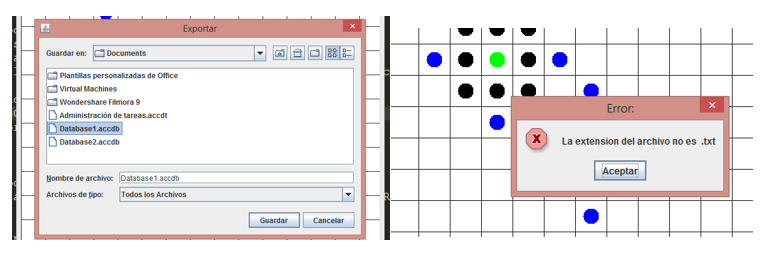 Exportar
Guardar en: Documents
Plantillas personalizadas de Office
Virtual Machines
Wondershare Filmora 9
Administración de tareas.accdt
Database1.accdb
Database2.accdb
Nombre de archivo: Database1.accdb
Archivos de tipo: Todos los Archivos
Guardar Cancelar
Error:
La extension del archivo no es .txt
Aceptar